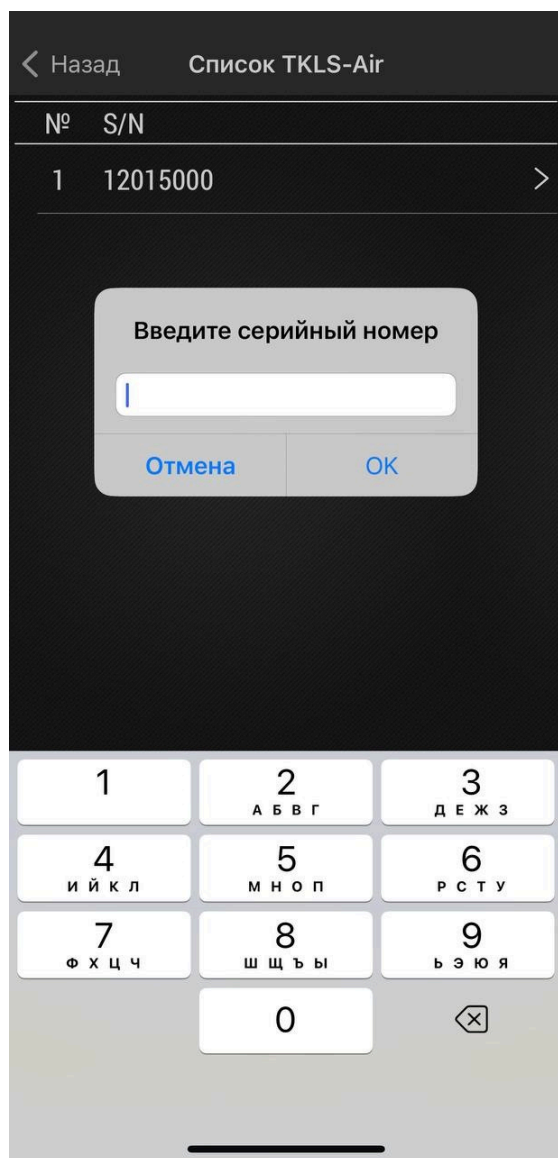 Назад Список TKLS-Air
№ S/N
1 12015000
Введите серийный номер
Отмена OK
1 2 3
А Б В Г Д Е Ж З
4 5 6
И Й К Л М Н О П Р С Т У
7 8 9
Ф Х Ц Ч Ш Щ Ъ Ы Ь Э Ю Я
0